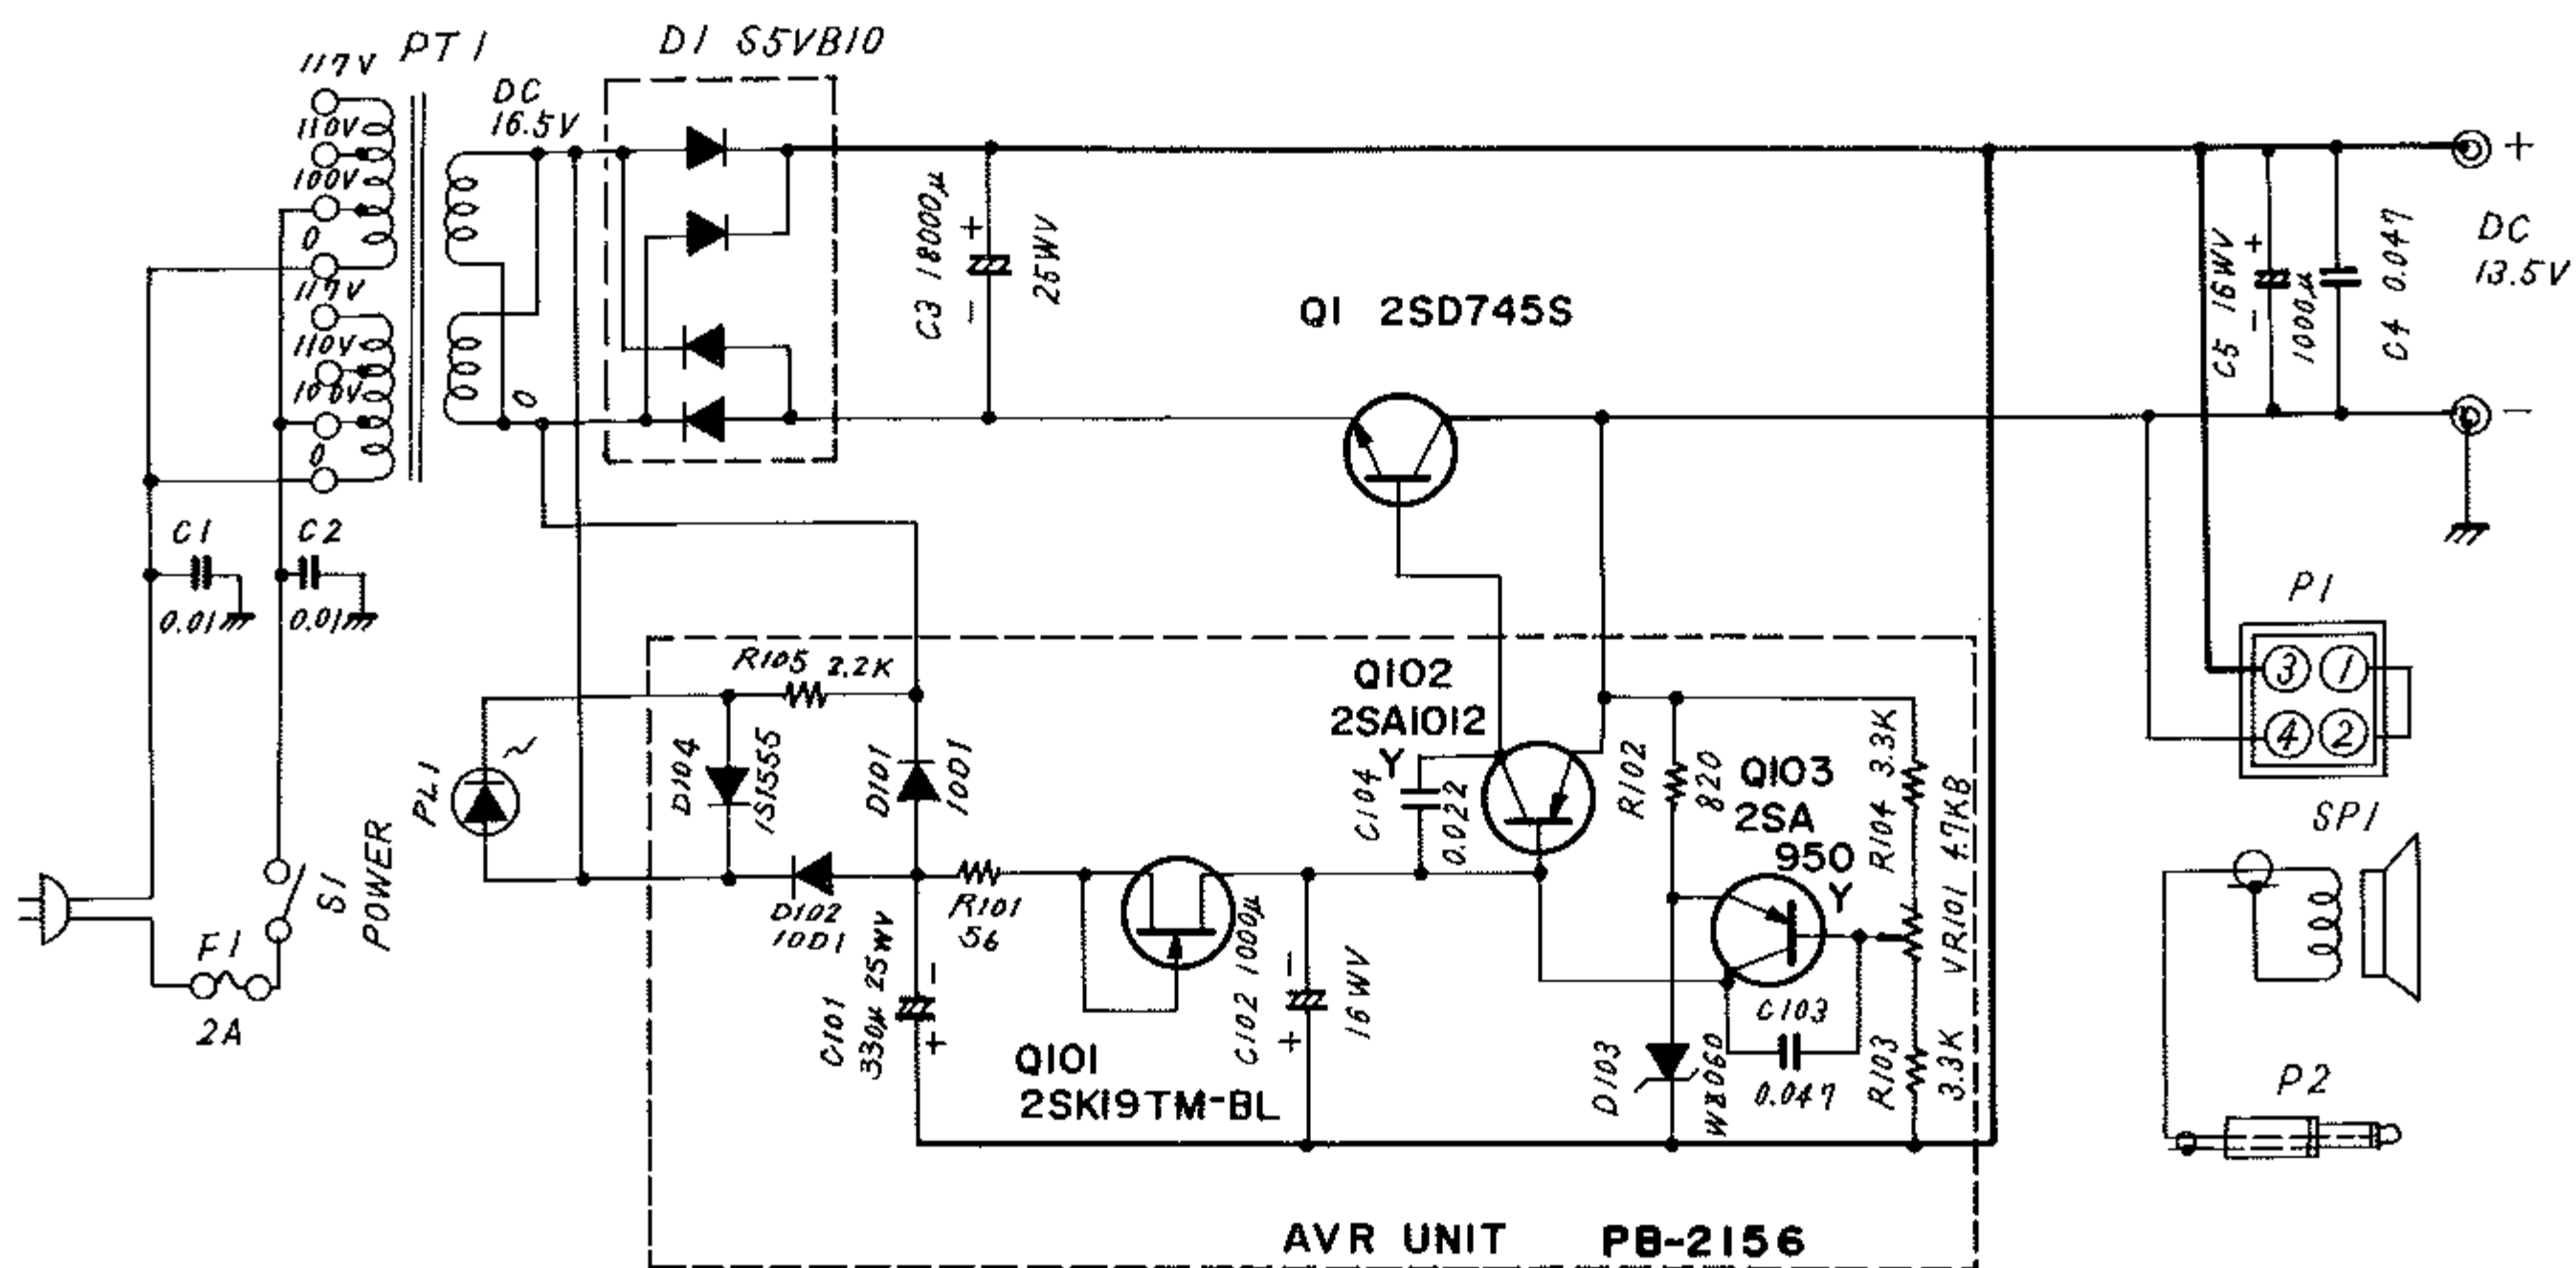 PT1
D1 S5VB10
117V
DC
16.5V
110V
100V
0
117V
110V
100V
0
0
C3 18000μ
+
-
25WV
Q1 2SD745S
C5 16WV
+
-
1000μ
C4 0.047
+
DC
13.5V
-
C1
0.01
C2
0.01
P1
3
1
4
2
R105 2.2K
Q102
2SA1012
Y
D104
1S1555
D101
10D1
PL1
~
C104
0.022
R102
820
Q103
2SA
950
Y
R104 3.3K
VR101 4.7KB
SP1
S1
POWER
F1
2A
D102
10D1
R101
56
C101
330μ 25WV
-
+
Q101
2SK19TM-BL
C102 1000μ
-
+
16WV
D103
WZ060
C103
0.047
R103
3.3K
P2
AVR UNIT PB-2156